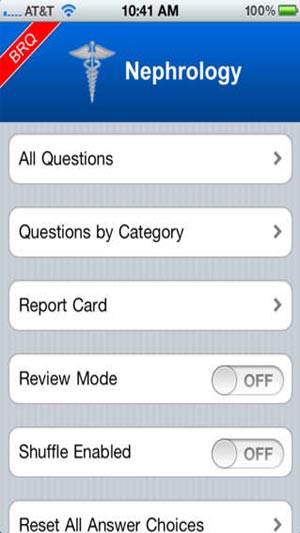 AT&T 10:41 AM 100%
BRQ
Nephrology
All Questions
Questions by Category
Report Card
Review Mode OFF
Shuffle Enabled OFF
Reset All Answer Choices